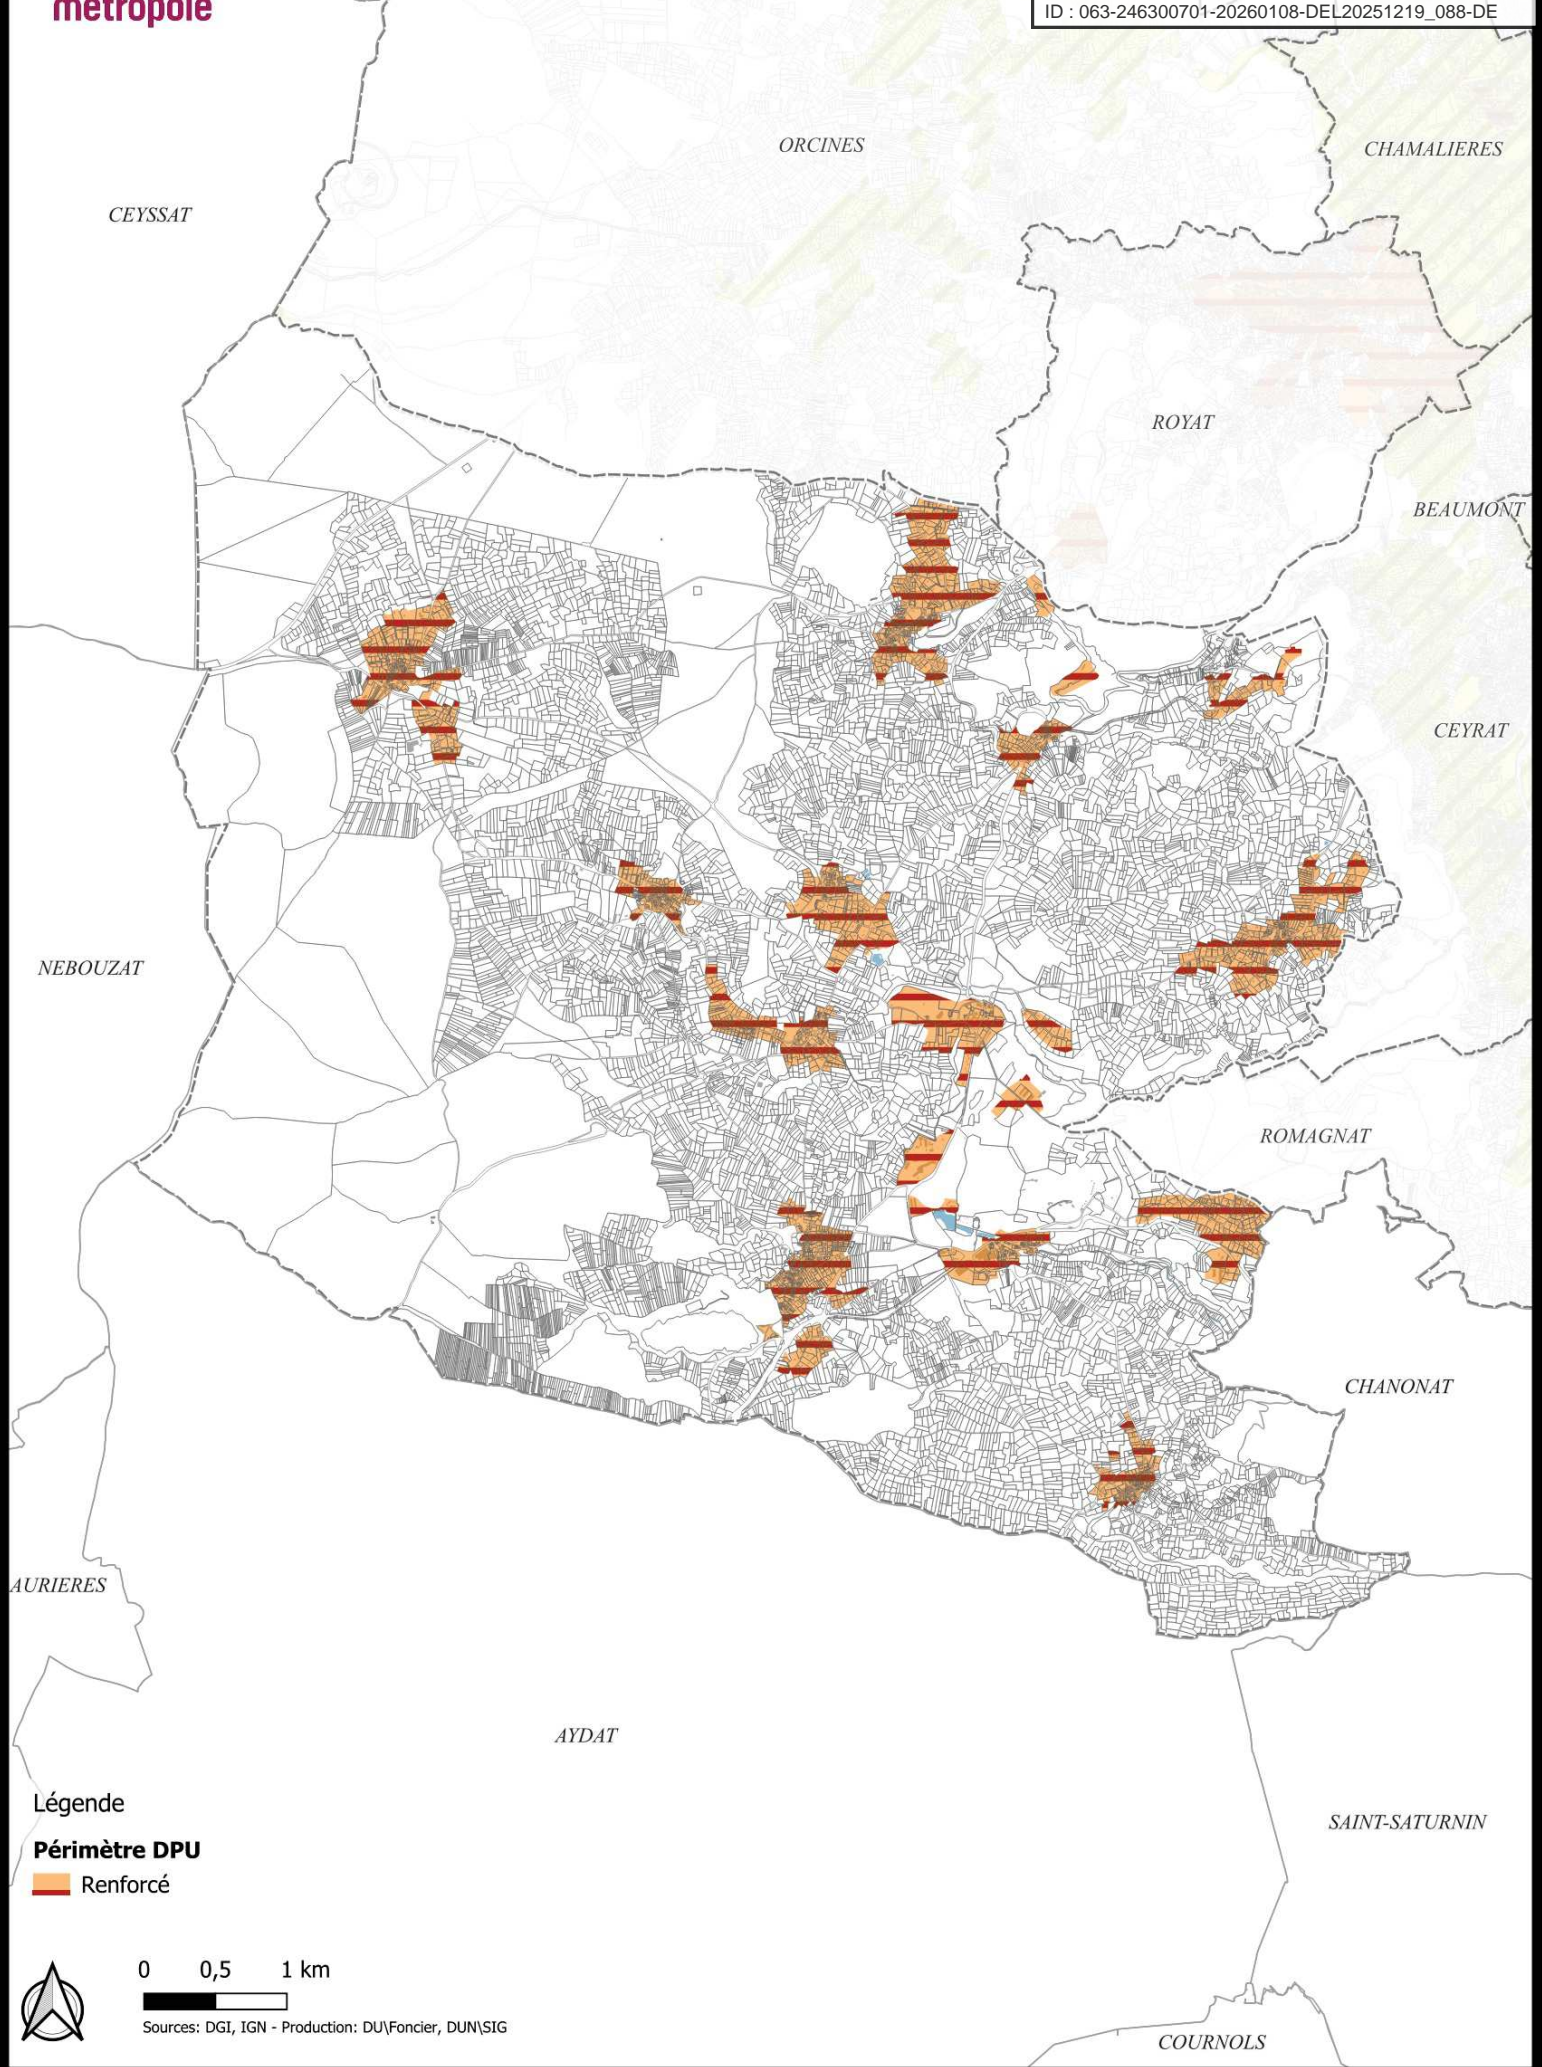 métropole
ID : 063-246300701-20260108-DEL20251219_088-DE
ORCINES
CHAMALIERES
CEYSSAT
ROYAT
BEAUMONT
CEYRAT
NEBOUZAT
ROMAGNAT
CHANONAT
AURIERES
AYDAT
SAINT-SATURNIN
Légende
Périmètre DPU
Renforcé
0 0,5 1 km
Sources: DGI, IGN - Production: DU\Foncier, DUN\SIG
COURNOLS